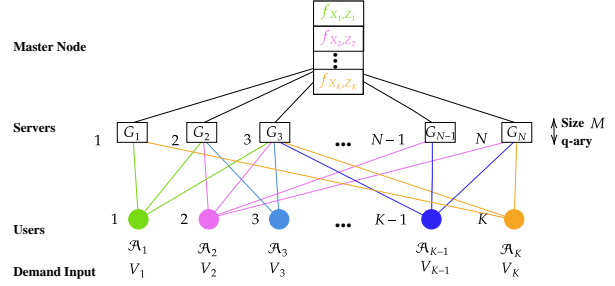 f_{X_1,Z_1}
Master Node f_{X_2,Z_2}
⋮
f_{X_K,Z_K}
Servers 1 G_1 2 G_2 3 G_3 ... N−1 G_{N−1} N G_N Size M
q-ary
Users 1 2 3 ... K−1 K
𝒜_1 𝒜_2 𝒜_3 𝒜_{K−1} 𝒜_K
Demand Input V_1 V_2 V_3 V_{K−1} V_K